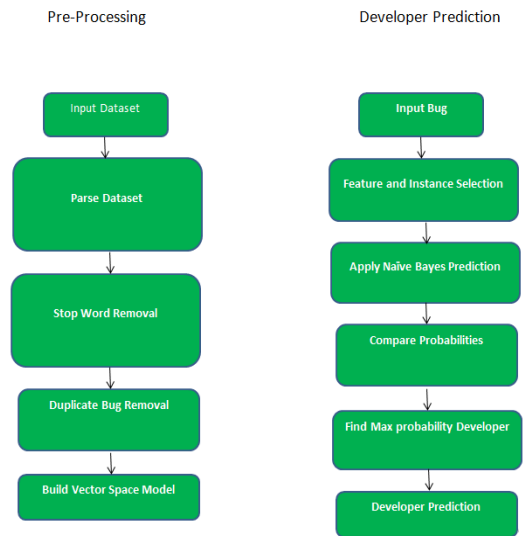 Pre-Processing
Input Dataset
Parse Dataset
Stop Word Removal
Duplicate Bug Removal
Build Vector Space Model
Developer Prediction
Input Bug
Feature and Instance Selection
Apply Naïve Bayes Prediction
Compare Probabilities
Find Max probability Developer
Developer Prediction